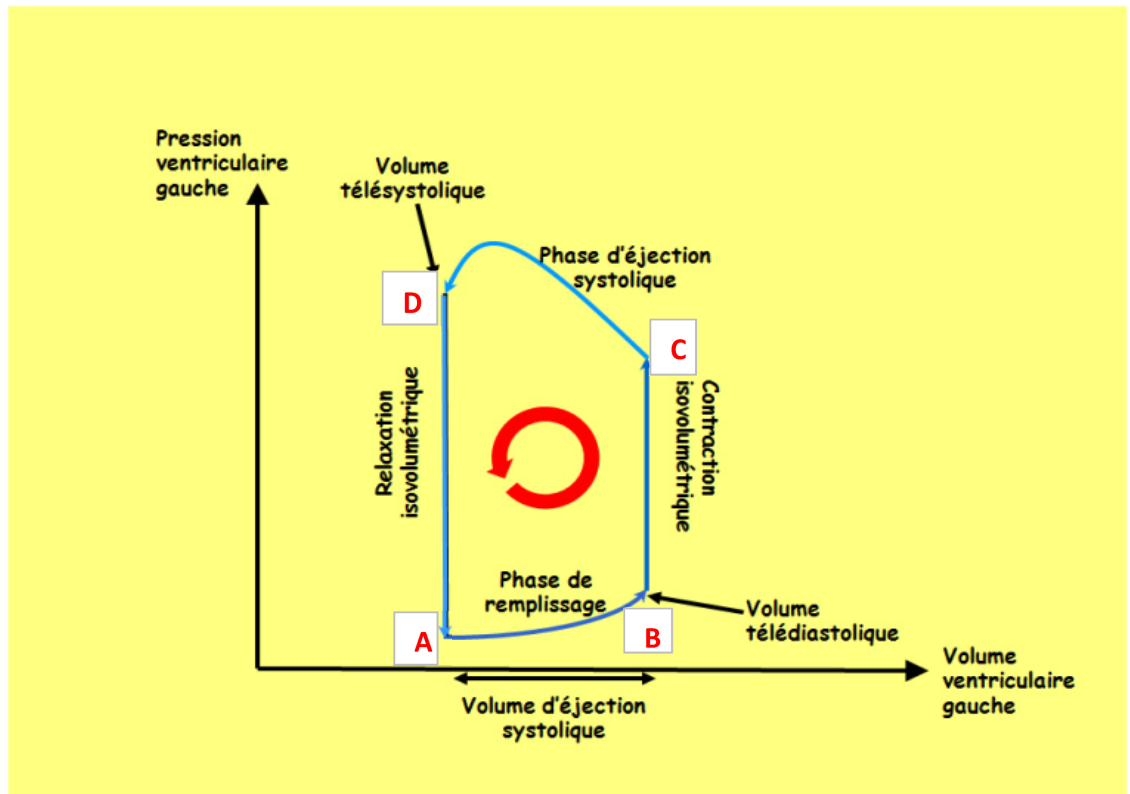 Pression
ventriculaire
gauche
Volume
télésystolique
Phase d'éjection
systolique
D
C
Relaxation
isovolumétrique
Contraction
isovolumétrique
Phase de
remplissage
A
B
Volume
télédiastolique
Volume
ventriculaire
gauche
Volume d'éjection
systolique